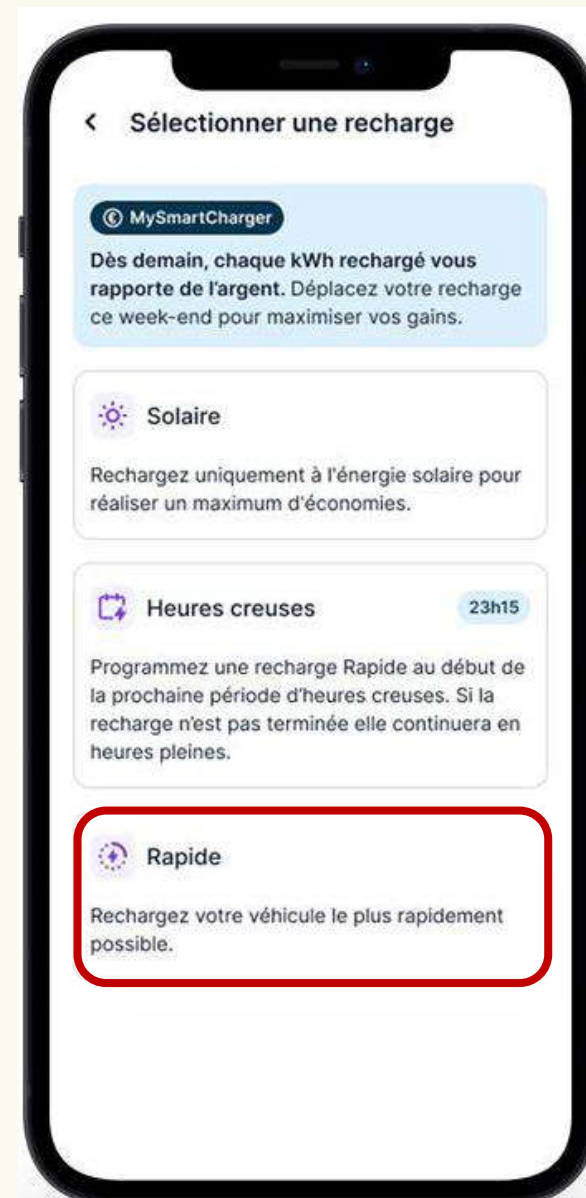 Sélectionner une recharge
MySmartCharger
Dès demain, chaque kWh rechargé vous
rapporte de l'argent. Déplacez votre recharge
ce week-end pour maximiser vos gains.
Solaire
Rechargez uniquement à l'énergie solaire pour
réaliser un maximum d'économies.
Heures creuses 23h15
Programmez une recharge Rapide au début de
la prochaine période d'heures creuses. Si la
recharge n'est pas terminée elle continuera en
heures pleines.
Rapide
Rechargez votre véhicule le plus rapidement
possible.